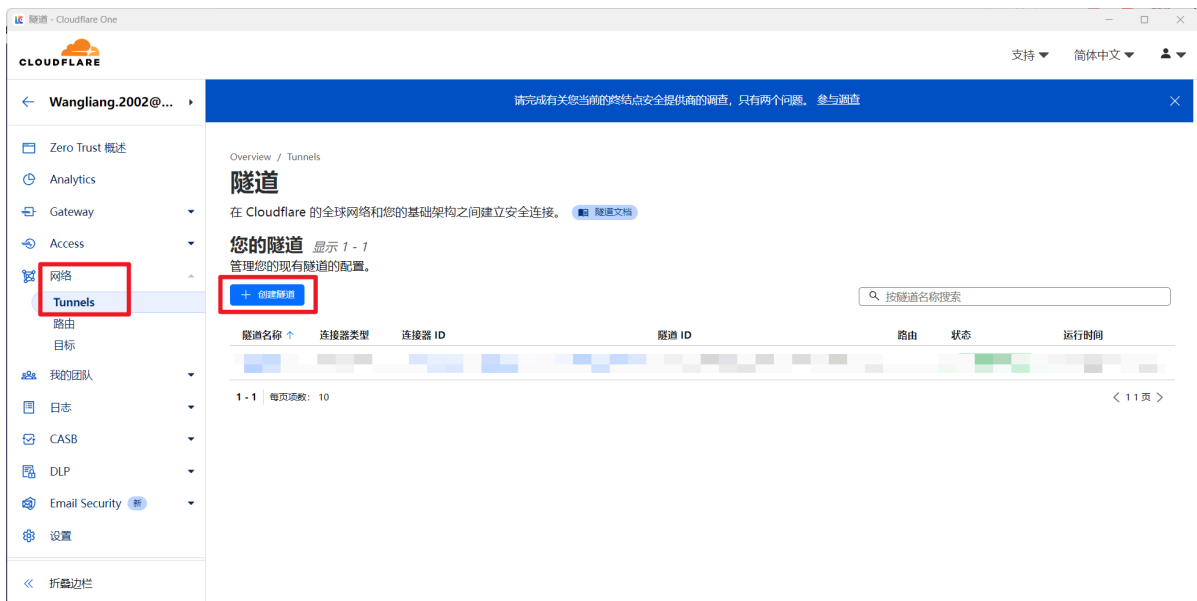 隧道 - Cloudflare One
CLOUDFLARE
支持
简体中文
Wangliang.2002@...
请完成有关您当前的终结点安全提供商的调查，只有两个问题。 参与调查
Zero Trust 概述
Analytics
Gateway
Access
网络
Tunnels
路由
目标
我的团队
日志
CASB
DLP
Email Security 新
设置
折叠边栏
Overview / Tunnels
隧道
在 Cloudflare 的全球网络和您的基础架构之间建立安全连接。 隧道文档
您的隧道 显示 1 - 1
管理您的现有隧道的配置。
+ 创建隧道
按隧道名称搜索
隧道名称 ↑ 连接器类型 连接器 ID 隧道 ID 路由 状态 运行时间
1 - 1 每页项数: 10
< 1 1 页 >